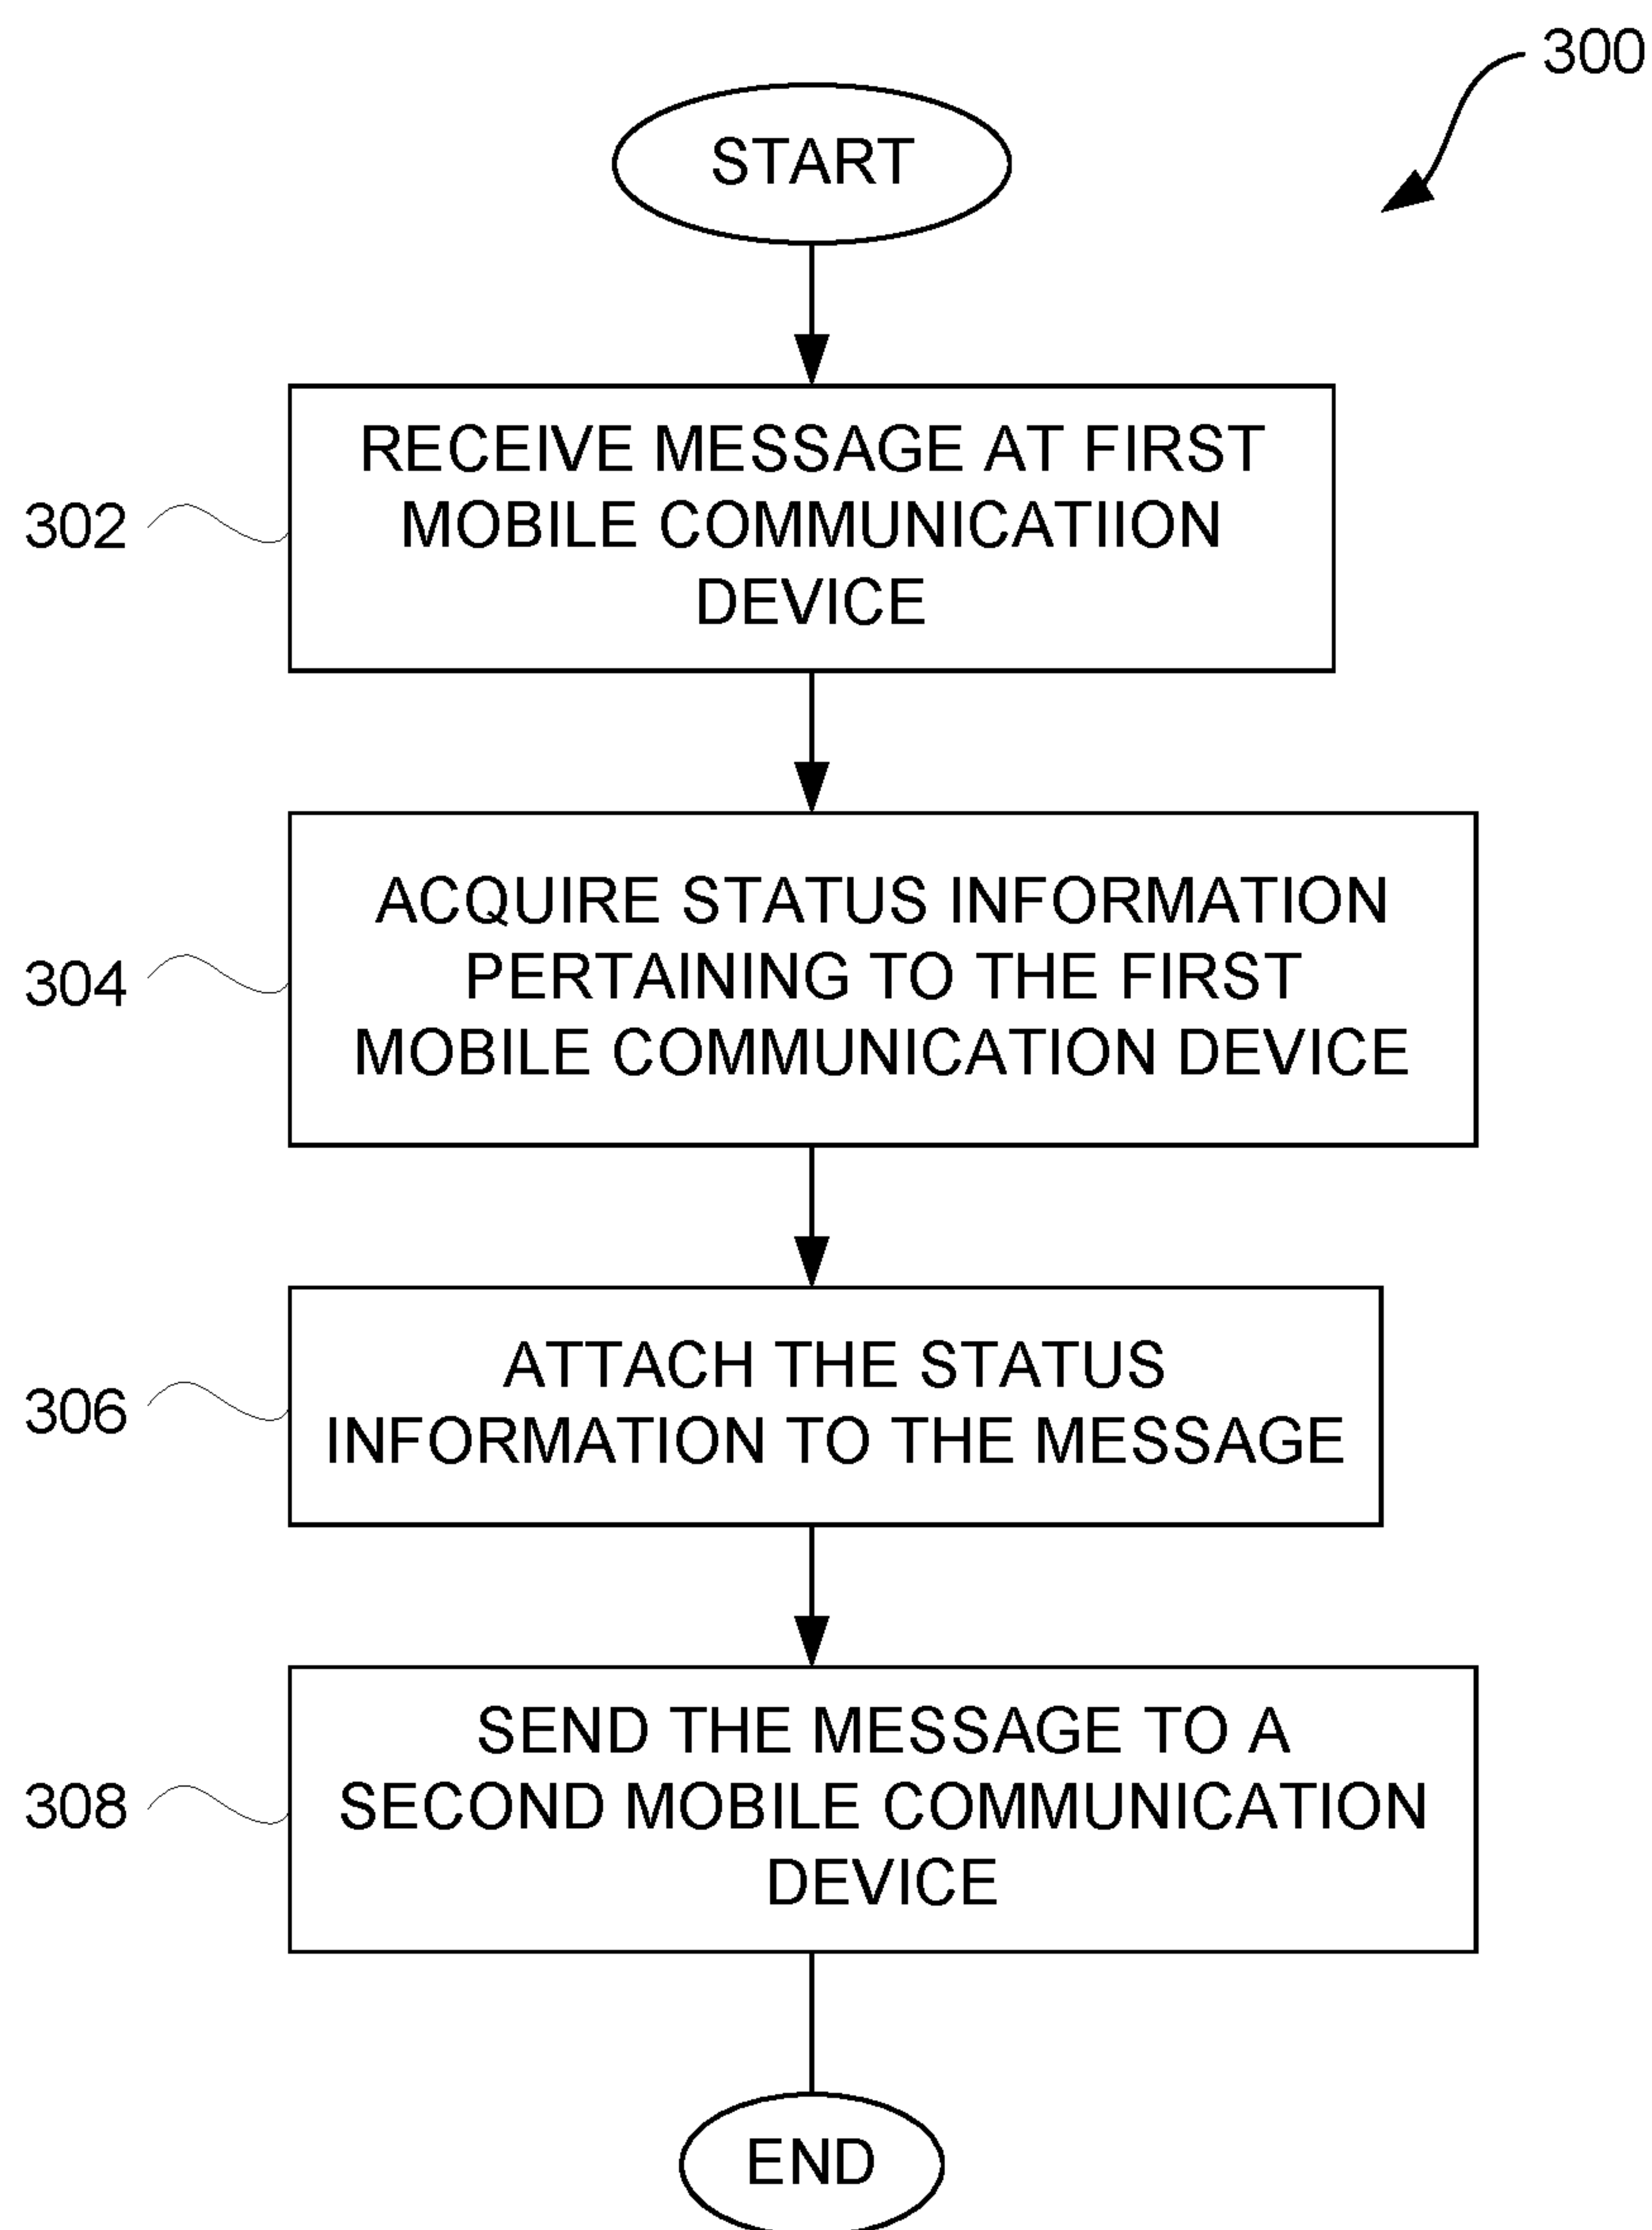 300
START
RECEIVE MESSAGE AT FIRST
MOBILE COMMUNICATIION
DEVICE
302
ACQUIRE STATUS INFORMATION
PERTAINING TO THE FIRST
MOBILE COMMUNICATION DEVICE
304
ATTACH THE STATUS
INFORMATION TO THE MESSAGE
306
SEND THE MESSAGE TO A
SECOND MOBILE COMMUNICATION
DEVICE
308
END